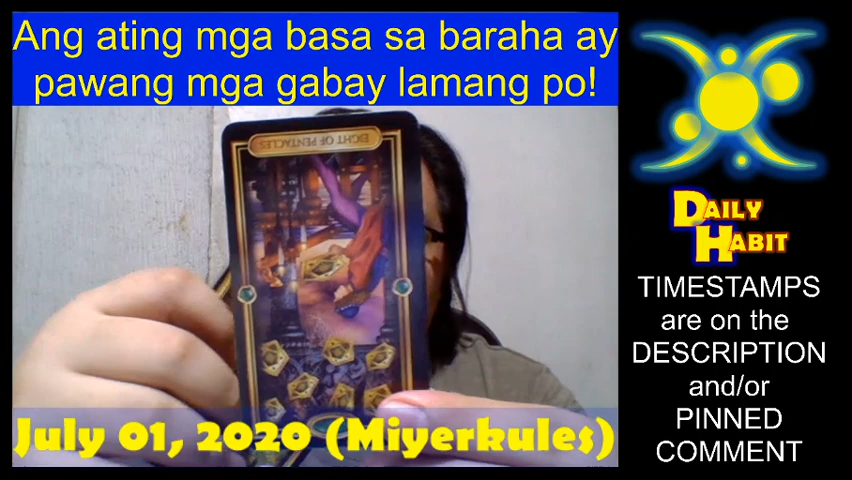 Ang ating mga basa sa baraha ay
pawang mga gabay lamang po!
EIGHT OF PENTACLES
July 01, 2020 (Miyerkules)
DAILY
HABIT
TIMESTAMPS
are on the
DESCRIPTION
and/or
PINNED
COMMENT